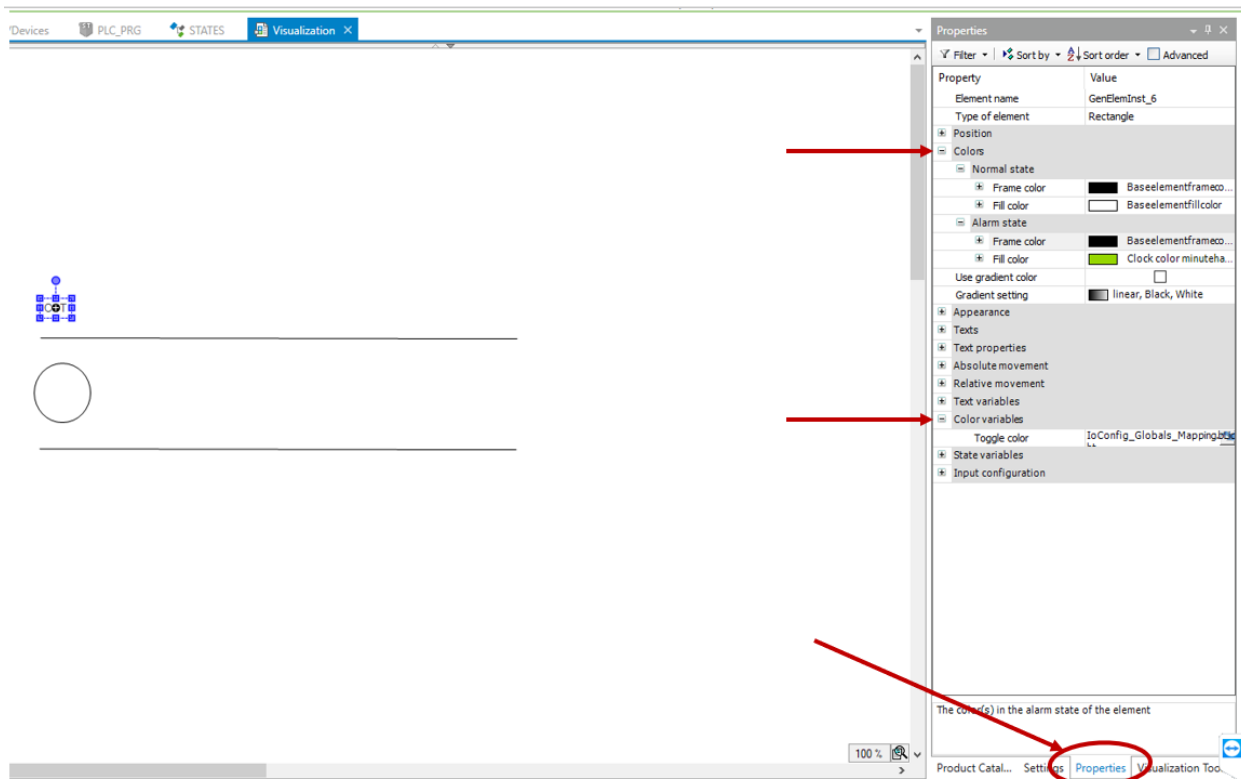 Devices PLC_PRG STATES Visualization
Properties
Filter Sort by Sort order Advanced
Property Value
Element name GenElemInst_6
Type of element Rectangle
Position
Colors
Normal state
Frame color Baseelementframeco...
Fill color Baseelementfillcolor
Alarm state
Frame color Baseelementframeco...
Fill color Clock color minuteha...
Use gradient color
Gradient setting linear, Black, White
Appearance
Texts
Text properties
Absolute movement
Relative movement
Text variables
Color variables
Toggle color IoConfig_Globals_Mapping
State variables
Input configuration
The color(s) in the alarm state of the element
100 %
Product Catal... Settings Properties Visualization Too